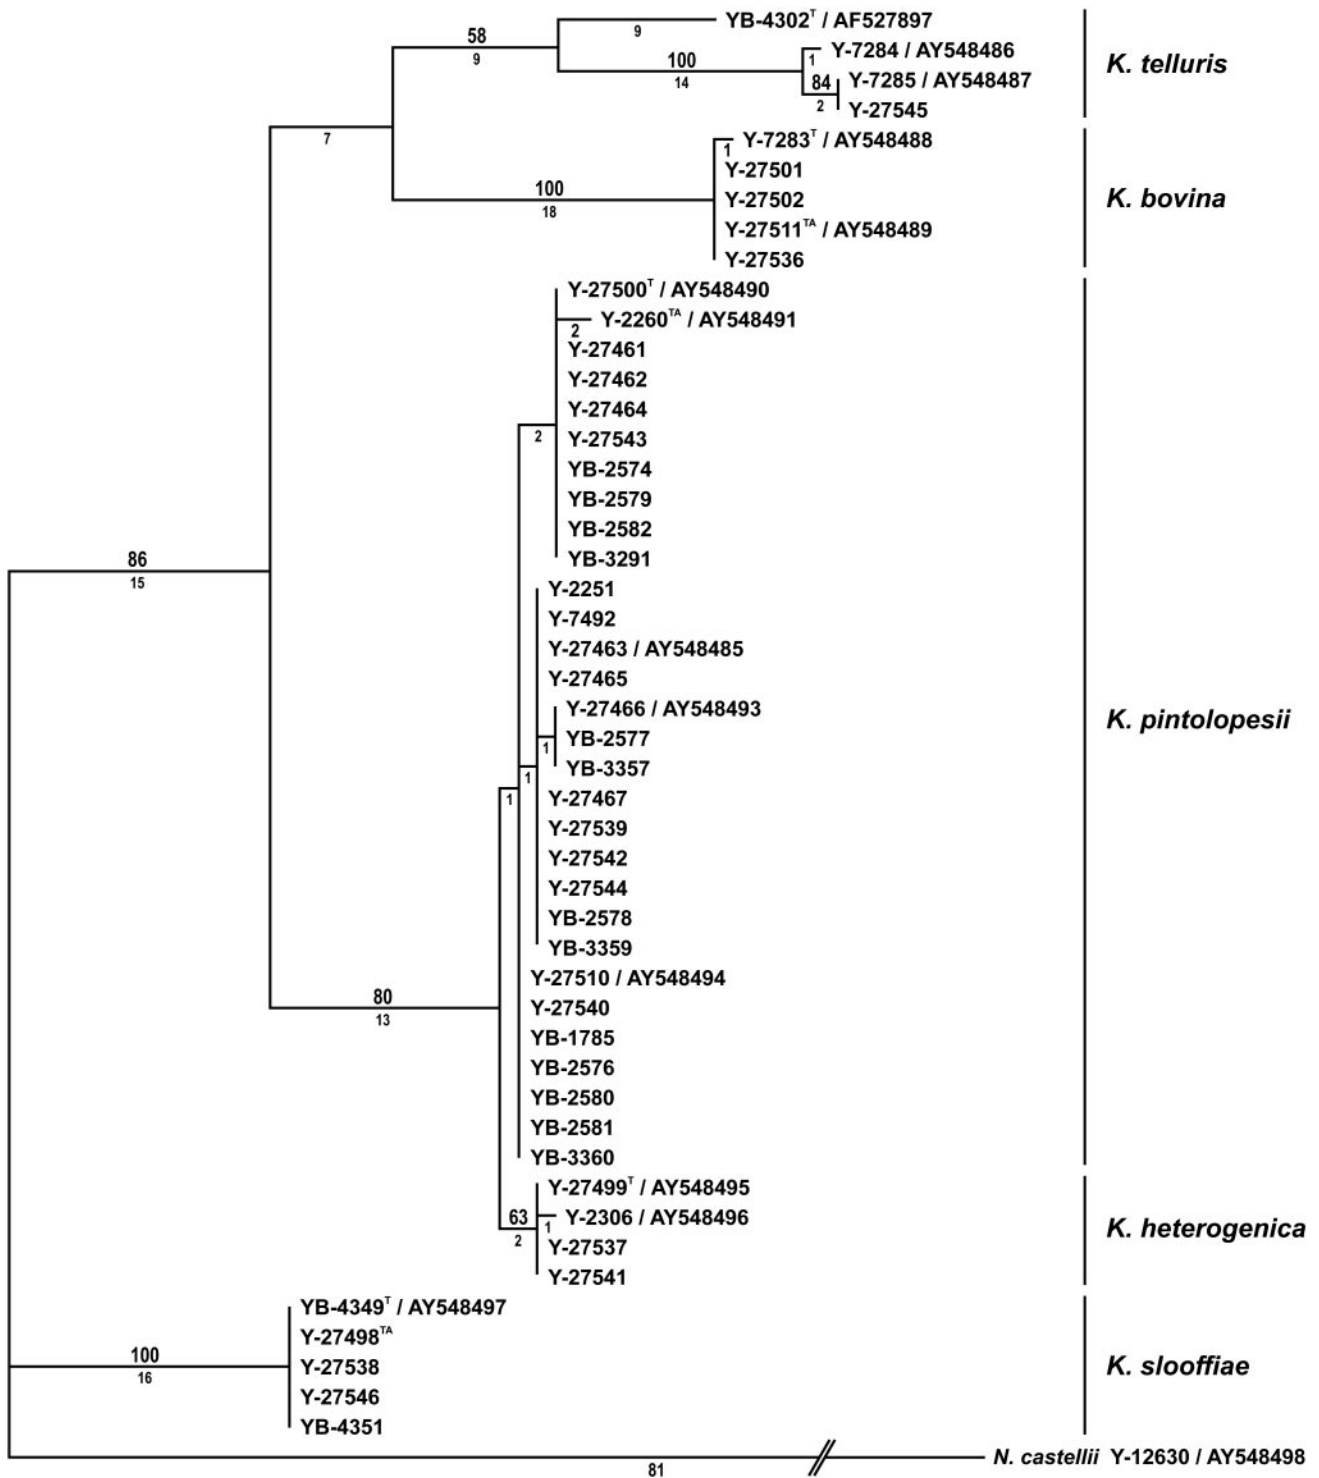 YB-4302ᵀ / AF527897
9
58
9
Y-7284 / AY548486
1
100
14
K. telluris
84
Y-7285 / AY548487
2
Y-27545
7
Y-7283ᵀ / AY548488
1
Y-27501
100
18
Y-27502
K. bovina
Y-27511ᵀᴬ / AY548489
Y-27536
Y-27500ᵀ / AY548490
Y-2260ᵀᴬ / AY548491
2
Y-27461
Y-27462
Y-27464
2
Y-27543
YB-2574
YB-2579
YB-2582
YB-3291
86
15
Y-2251
Y-7492
Y-27463 / AY548485
Y-27465
Y-27466 / AY548493
K. pintolopesii
YB-2577
1
YB-3357
1
Y-27467
1
Y-27539
Y-27542
Y-27544
YB-2578
YB-3359
Y-27510 / AY548494
80
13
Y-27540
YB-1785
YB-2576
YB-2580
YB-2581
YB-3360
Y-27499ᵀ / AY548495
63
2
Y-2306 / AY548496
1
K. heterogenica
Y-27537
Y-27541
YB-4349ᵀ / AY548497
Y-27498ᵀᴬ
100
16
Y-27538
K. slooffiae
Y-27546
YB-4351
N. castellii Y-12630 / AY548498
81